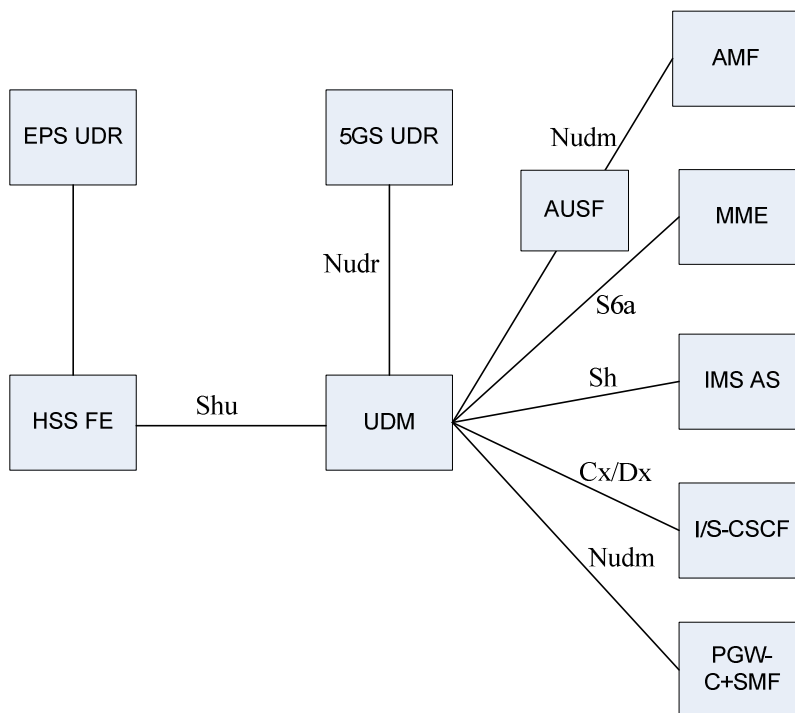 AMF
EPS UDR
5GS UDR
Nudm
AUSF
MME
Nudr
S6a
Sh
IMS AS
HSS FE
Shu
UDM
Cx/Dx
I/S-CSCF
Nudm
PGW-
C+SMF